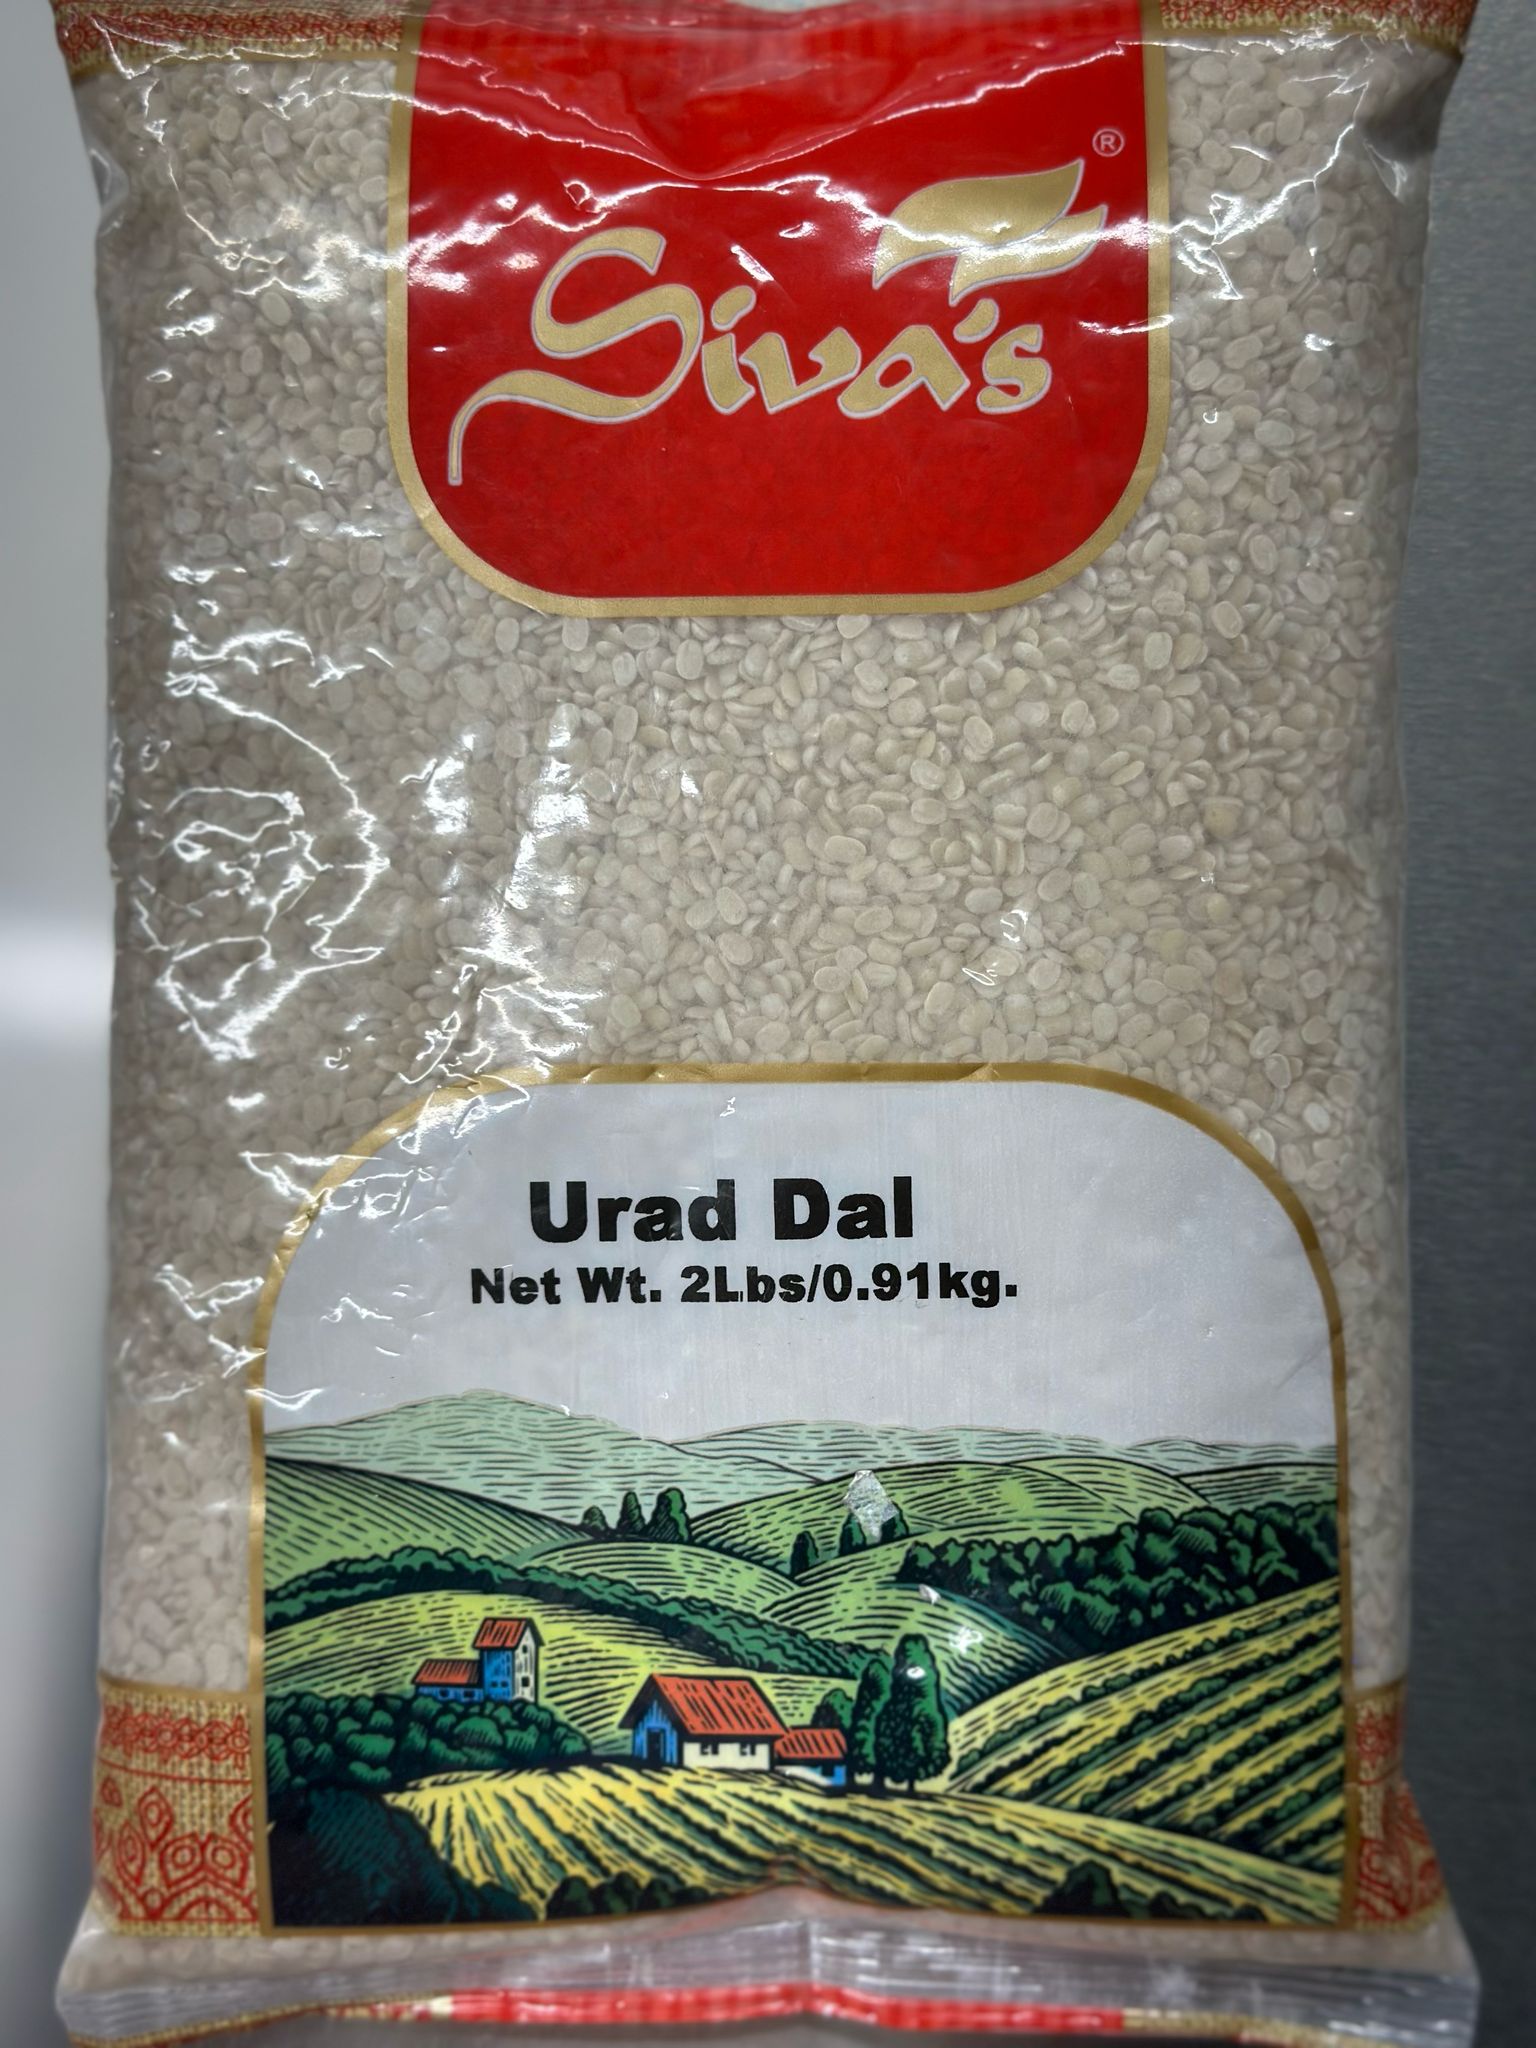 Siva's ®
Urad Dal
Net Wt. 2Lbs/0.91kg.